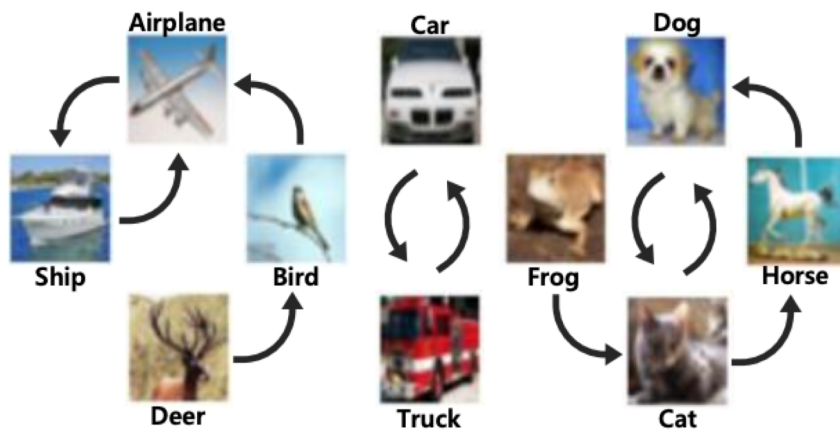 Airplane
Car
Dog
Ship
Bird
Frog
Horse
Deer
Truck
Cat